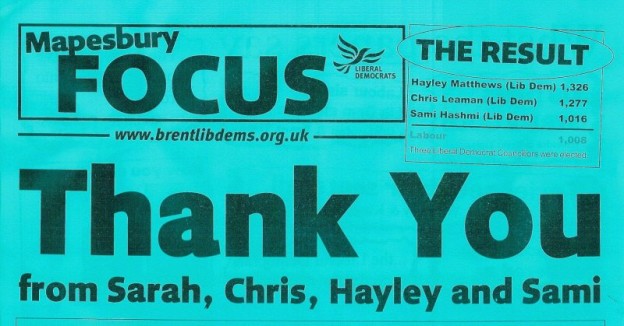 Mapesbury
FOCUS
LIBERAL
DEMOCRATS
www.brentlibdems.org.uk
THE RESULT
Hayley Matthews (Lib Dem) 1,326
Chris Leaman (Lib Dem) 1,277
Sami Hashmi (Lib Dem) 1,016
Labour 1,008
Three Liberal Democrat Councillors were elected.
Thank You
from Sarah, Chris, Hayley and Sami